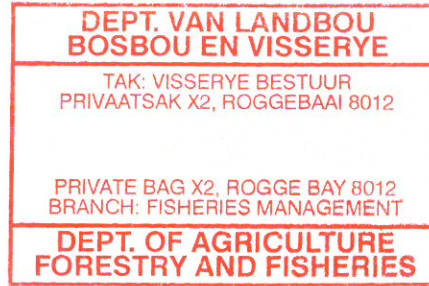 DEPT. VAN LANDBOU
BOSBOU EN VISSERYE
TAK: VISSERYE BESTUUR
PRIVAATSAK X2, ROGGEBAAI 8012
PRIVATE BAG X2, ROGGE BAY 8012
BRANCH: FISHERIES MANAGEMENT
DEPT. OF AGRICULTURE
FORESTRY AND FISHERIES